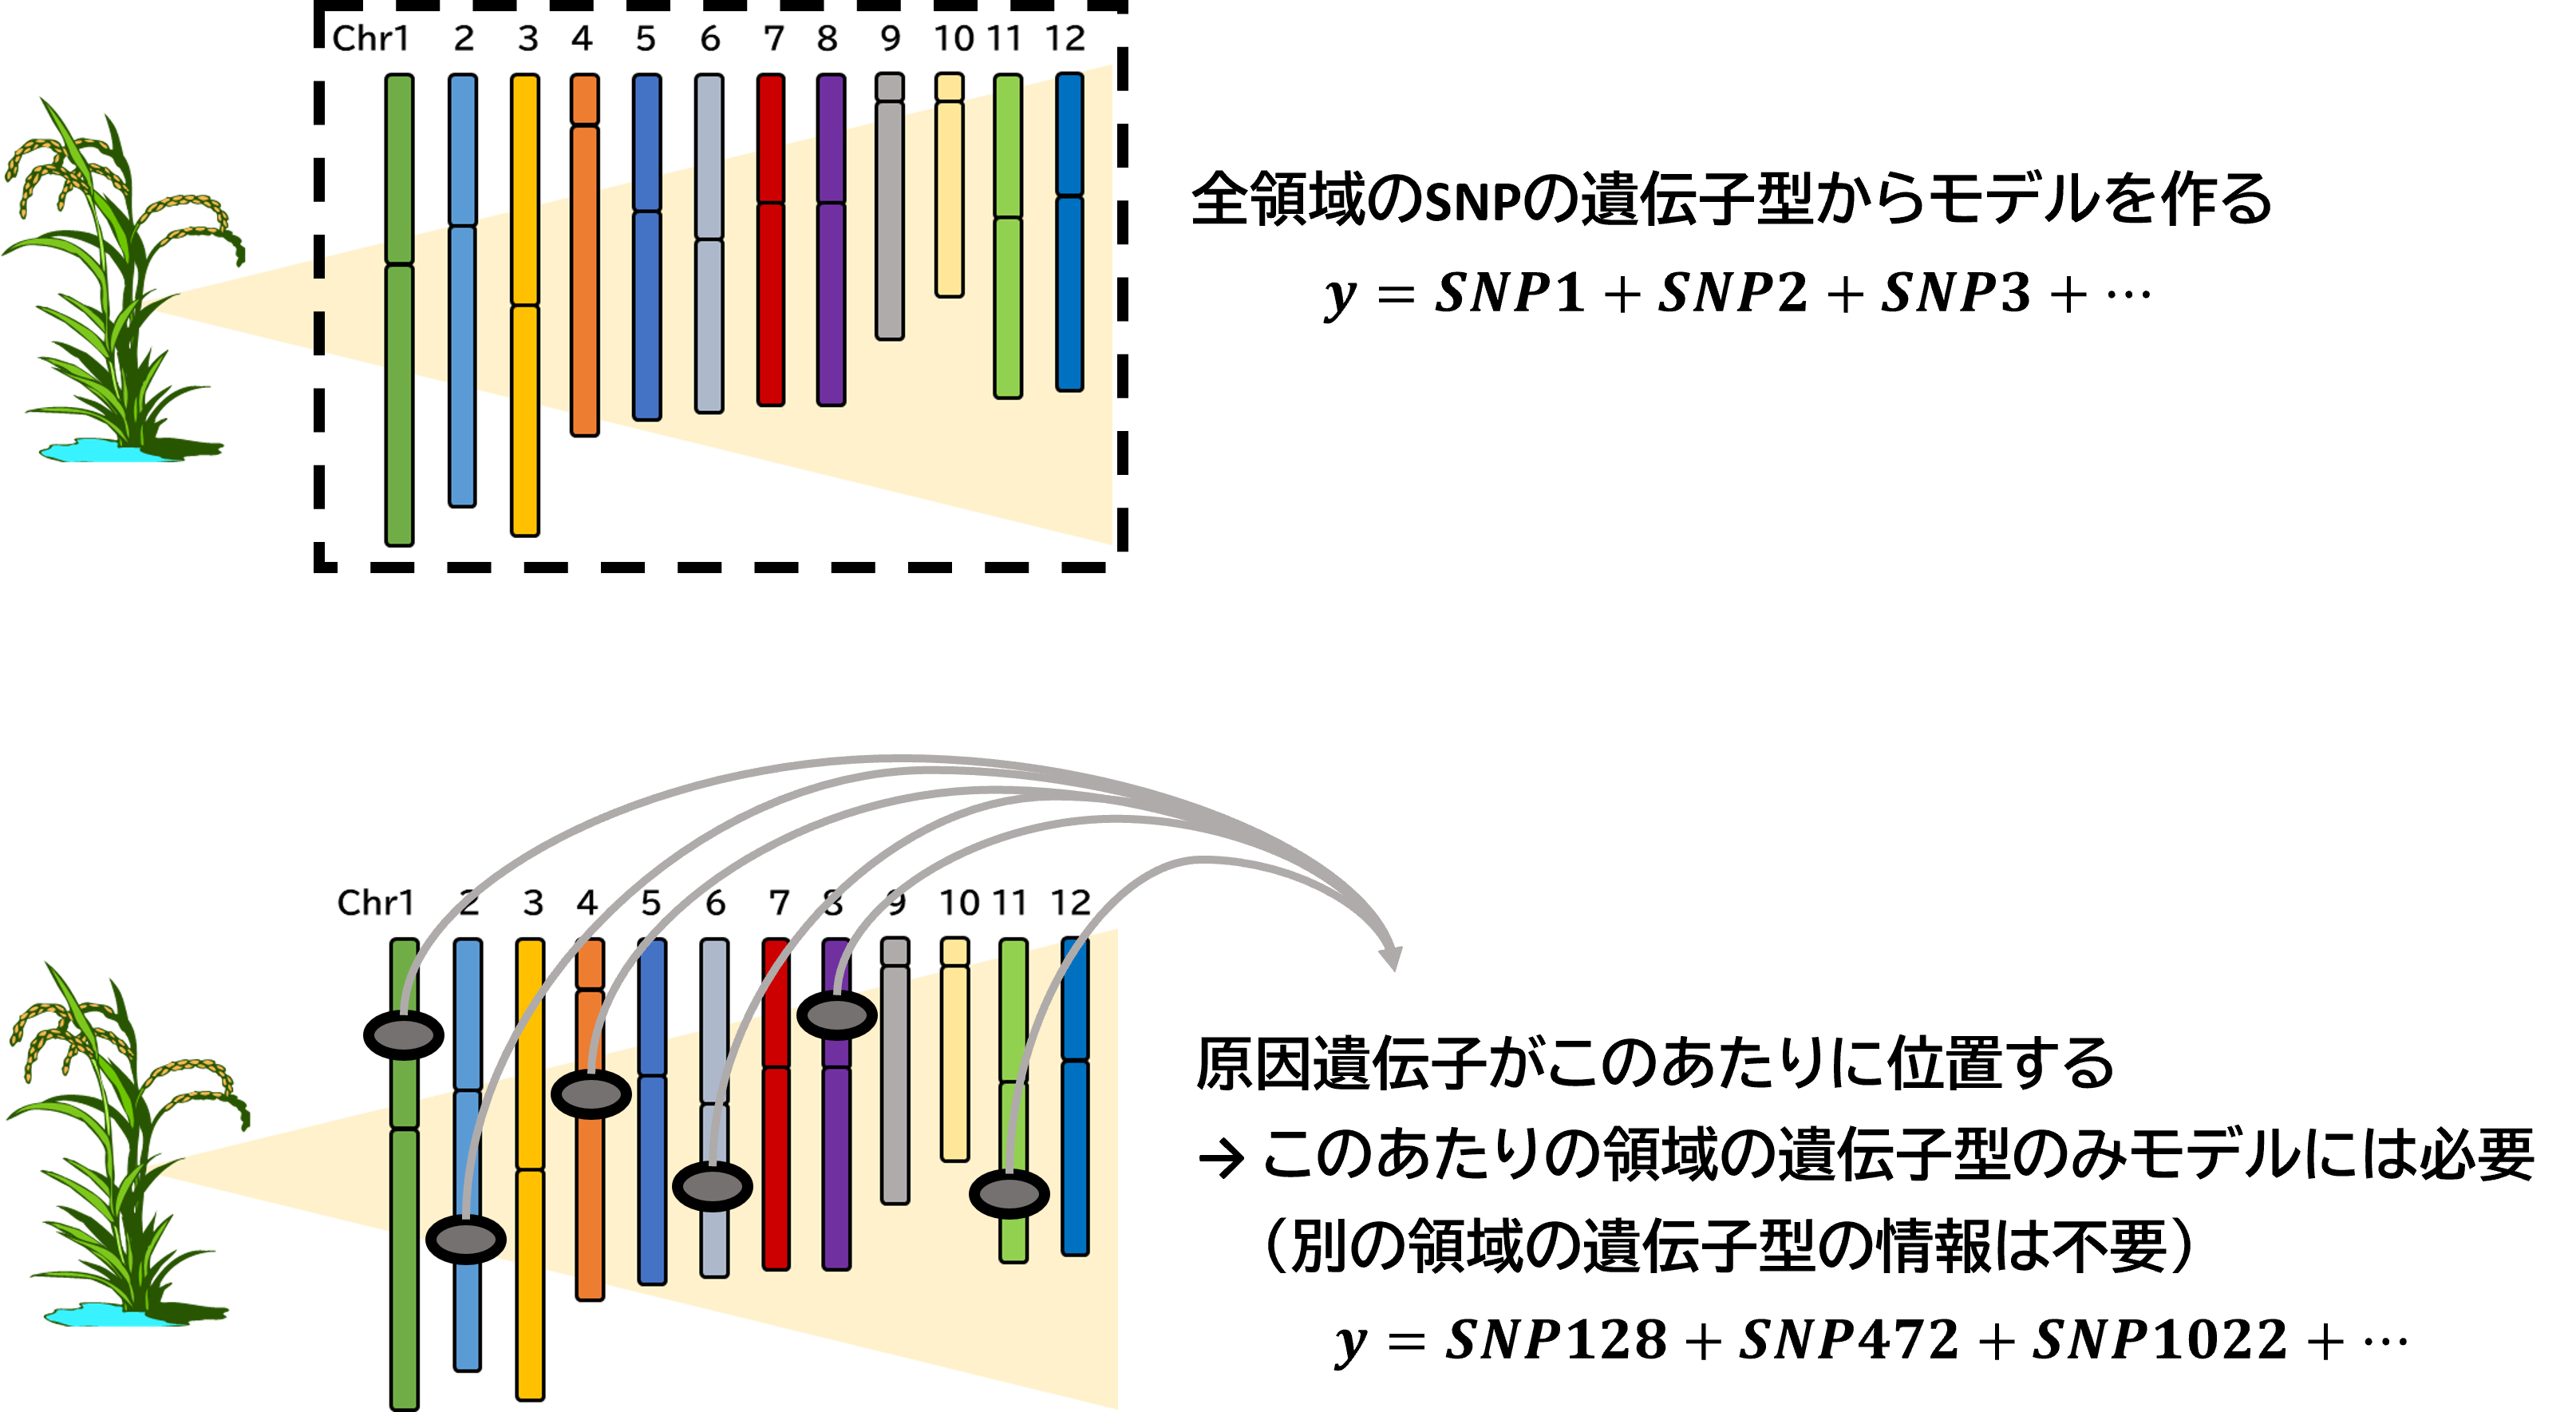 Chr1 2 3 4 5 6 7 8 9 10 11 12
全領域のSNPの遺伝子型からモデルを作る
y = SNP1 + SNP2 + SNP3 + ⋯
Chr1 2 3 4 5 6 7 8 9 10 11 12
原因遺伝子がこのあたりに位置する
→ このあたりの領域の遺伝子型のみモデルには必要
（別の領域の遺伝子型の情報は不要）
y = SNP128 + SNP472 + SNP1022 + ⋯